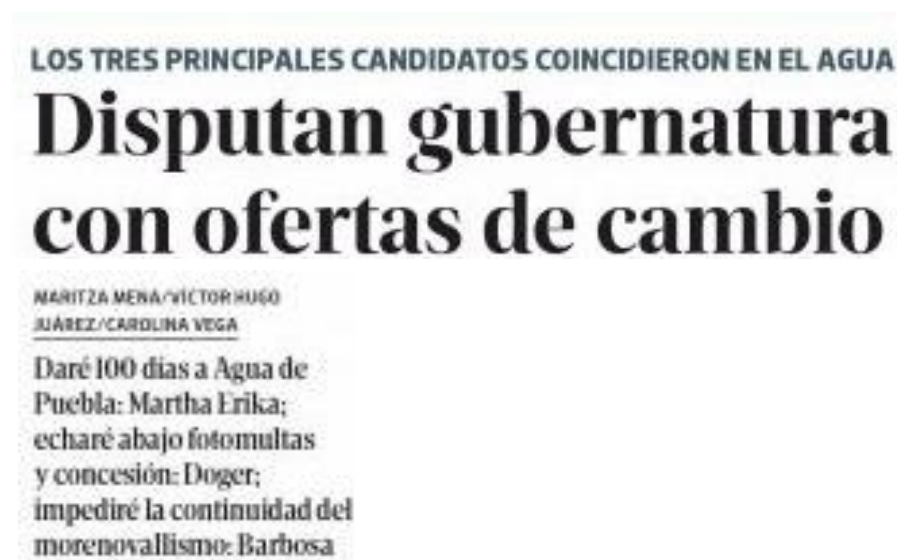 LOS TRES PRINCIPALES CANDIDATOS COINCIDIERON EN EL AGUA
Disputan gubernatura
con ofertas de cambio
MARITZA MENA/VÍCTOR HUGO
JUÁREZ/CAROLINA VEGA
Daré 100 días a Agua de
Puebla: Martha Erika;
echaré abajo fotomultas
y concesión: Doger;
impediré la continuidad del
morenovallismo: Barbosa